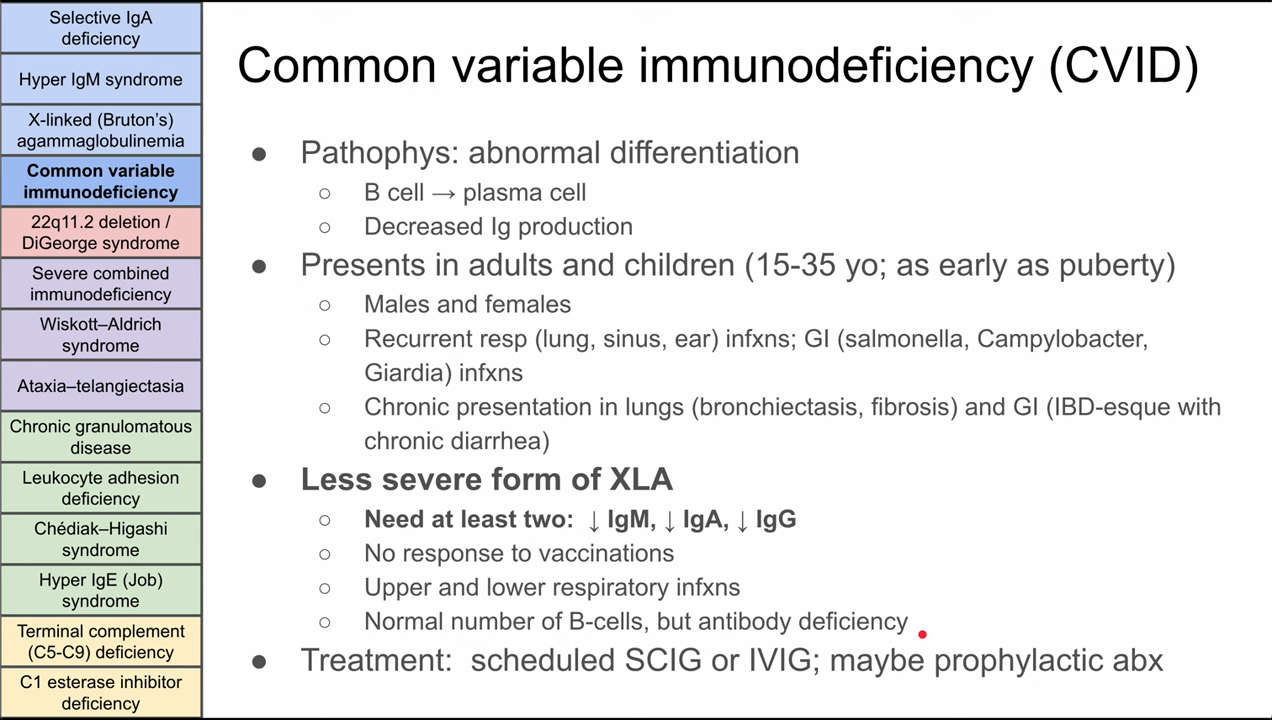 Selective IgA
deficiency
Hyper IgM syndrome
X-linked (Bruton's)
agammaglobulinemia
Common variable
immunodeficiency
22q11.2 deletion /
DiGeorge syndrome
Severe combined
immunodeficiency
Wiskott–Aldrich
syndrome
Ataxia–telangiectasia
Chronic granulomatous
disease
Leukocyte adhesion
deficiency
Chédiak–Higashi
syndrome
Hyper IgE (Job)
syndrome
Terminal complement
(C5-C9) deficiency
C1 esterase inhibitor
deficiency
Common variable immunodeficiency (CVID)
● Pathophys: abnormal differentiation
○ B cell → plasma cell
○ Decreased Ig production
● Presents in adults and children (15-35 yo; as early as puberty)
○ Males and females
○ Recurrent resp (lung, sinus, ear) infxns; GI (salmonella, Campylobacter,
Giardia) infxns
○ Chronic presentation in lungs (bronchiectasis, fibrosis) and GI (IBD-esque with
chronic diarrhea)
● Less severe form of XLA
○ Need at least two: ↓ IgM, ↓ IgA, ↓ IgG
○ No response to vaccinations
○ Upper and lower respiratory infxns
○ Normal number of B-cells, but antibody deficiency
● Treatment: scheduled SCIG or IVIG; maybe prophylactic abx